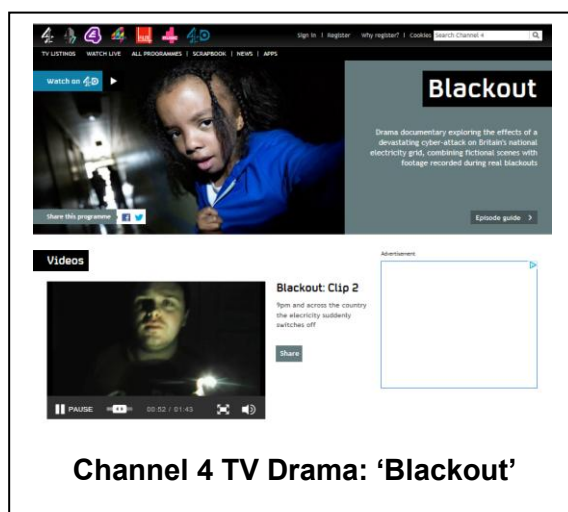 Sign in | Register Why register? | Cookies Search Channel 4
TV LISTINGS WATCH LIVE ALL PROGRAMMES | SCRAPBOOK | NEWS | APPS
Watch on 4oD
Blackout
Drama documentary exploring the effects of a
devastating cyber-attack on Britain's national
electricity grid, combining fictional scenes with
footage recorded during real blackouts
Share this programme
Episode guide >
Videos
Advertisement
Blackout: Clip 2
9pm and across the country
the elecricity suddenly
switches off
Share
PAUSE 00:52 / 01:43
Channel 4 TV Drama: 'Blackout'